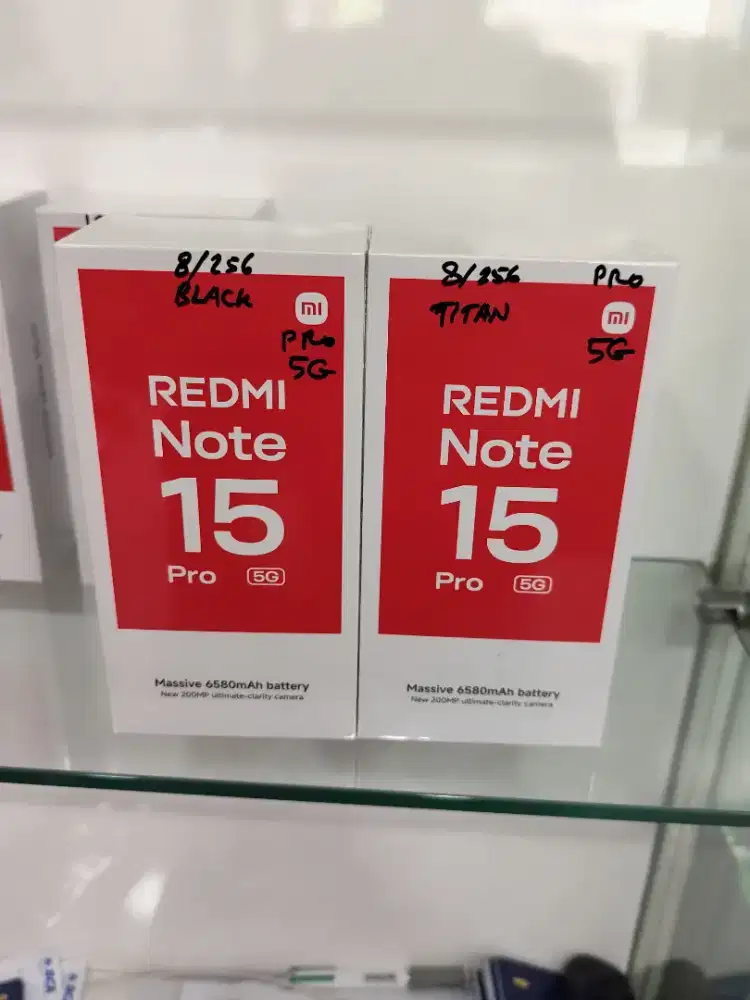 8/256
BLACK
mi
PRO
5G
REDMI
Note
15
Pro 5G
Massive 6580mAh battery
New 200MP ultimate-clarity camera
8/256 PRO
TITAN
mi
5G
REDMI
Note
15
Pro 5G
Massive 6580mAh battery
New 200MP ultimate-clarity camera